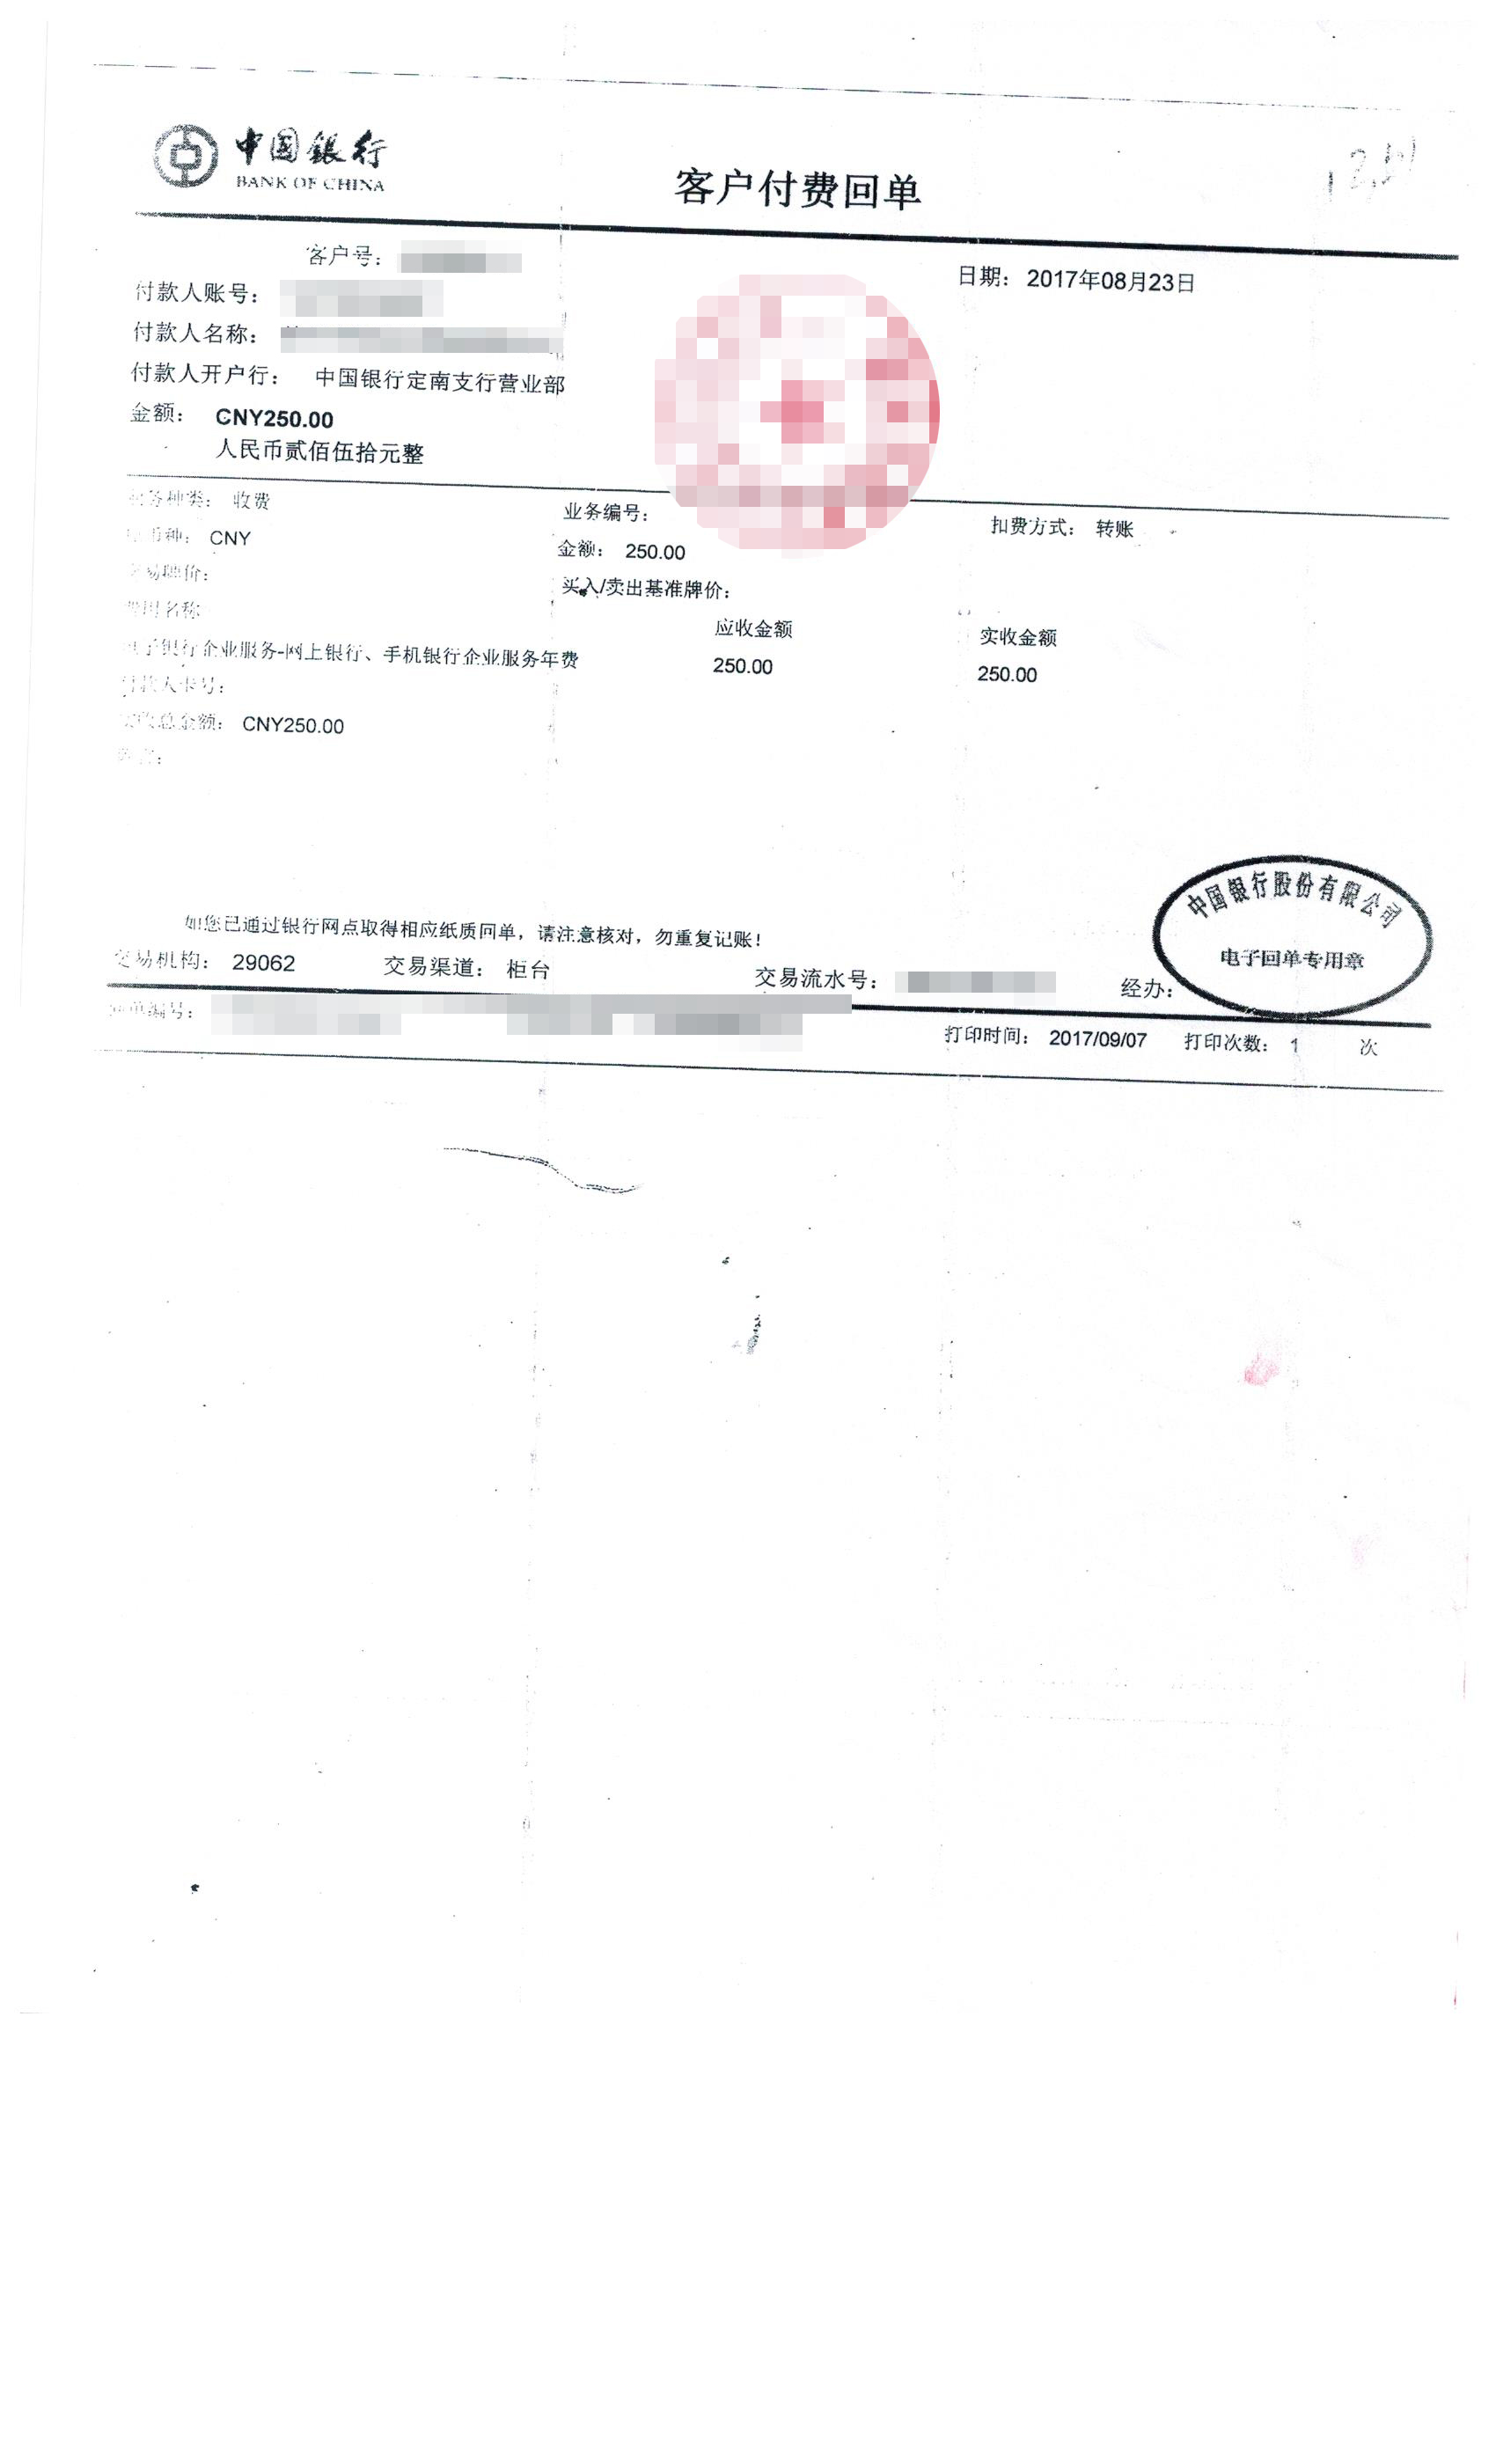 中国银行
BANK OF CHINA
客户付费回单
客户号：
日期： 2017年08月23日
付款人账号：
付款人名称：
付款人开户行： 中国银行定南支行营业部
金额： CNY250.00
人民币贰佰伍拾元整
务种类： 收费 业务编号： 扣费方式： 转账
币种： CNY 金额： 250.00
交易牌价： 买入/卖出基准牌价：
费用名称 应收金额 实收金额
电子银行企业服务-网上银行、手机银行企业服务年费 250.00 250.00
付款人卡号：
实收总金额： CNY250.00
如您已通过银行网点取得相应纸质回单，请注意核对，勿重复记账！
交易机构： 29062 交易渠道： 柜台 交易流水号： 经办：
中国银行股份有限公司
电子回单专用章
回单编号： 打印时间： 2017/09/07 打印次数： 1 次